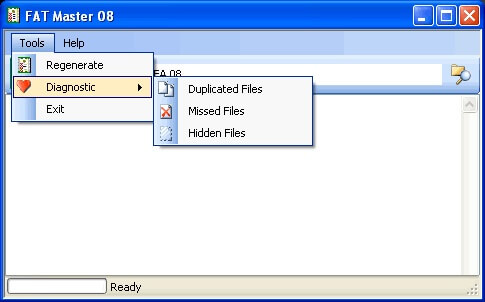 FAT Master 08
Tools Help
FA 08
Regenerate
Diagnostic
Exit
Duplicated Files
Missed Files
Hidden Files
Ready